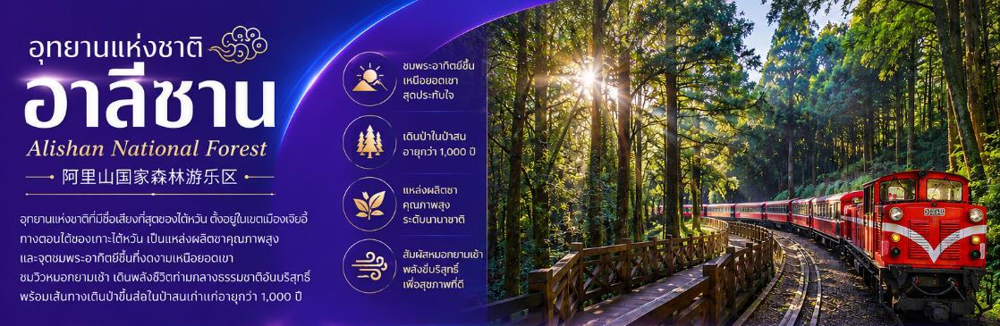 อุทยานแห่งชาติ
อาลีซาน
Alishan National Forest
阿里山国家森林游乐区
อุทยานแห่งชาติที่มีชื่อเสียงที่สุดของไต้หวัน ตั้งอยู่ในเขตเมืองเจียอี้
ทางตอนใต้ของเกาะไต้หวัน เป็นแหล่งผลิตชาคุณภาพสูง
และจุดชมพระอาทิตย์ขึ้นที่งดงามเหนือยอดเขา
ชมวิวหมอกยามเช้า เดินพลังชีวิตท่ามกลางธรรมชาติอันบริสุทธิ์
พร้อมเส้นทางเดินป่าขึ้นส่อในป่าสนเก่าแก่อายุกว่า 1,000 ปี
ชมพระอาทิตย์ขึ้น
เหนือยอดเขา
สุดประทับใจ
เดินป่าในป่าสน
อายุกว่า 1,000 ปี
แหล่งผลิตชา
คุณภาพสูง
ระดับนานาชาติ
สัมผัสหมอกยามเช้า
พลังชี่บริสุทธิ์
เพื่อสุขภาพที่ดี